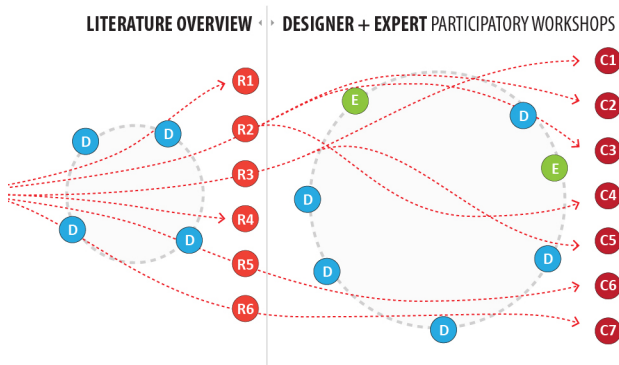 LITERATURE OVERVIEW
DESIGNER + EXPERT PARTICIPATORY WORKSHOPS
R1
R2
R3
R4
R5
R6
D
D
D
D
E
D
E
D
D
D
D
C1
C2
C3
C4
C5
C6
C7